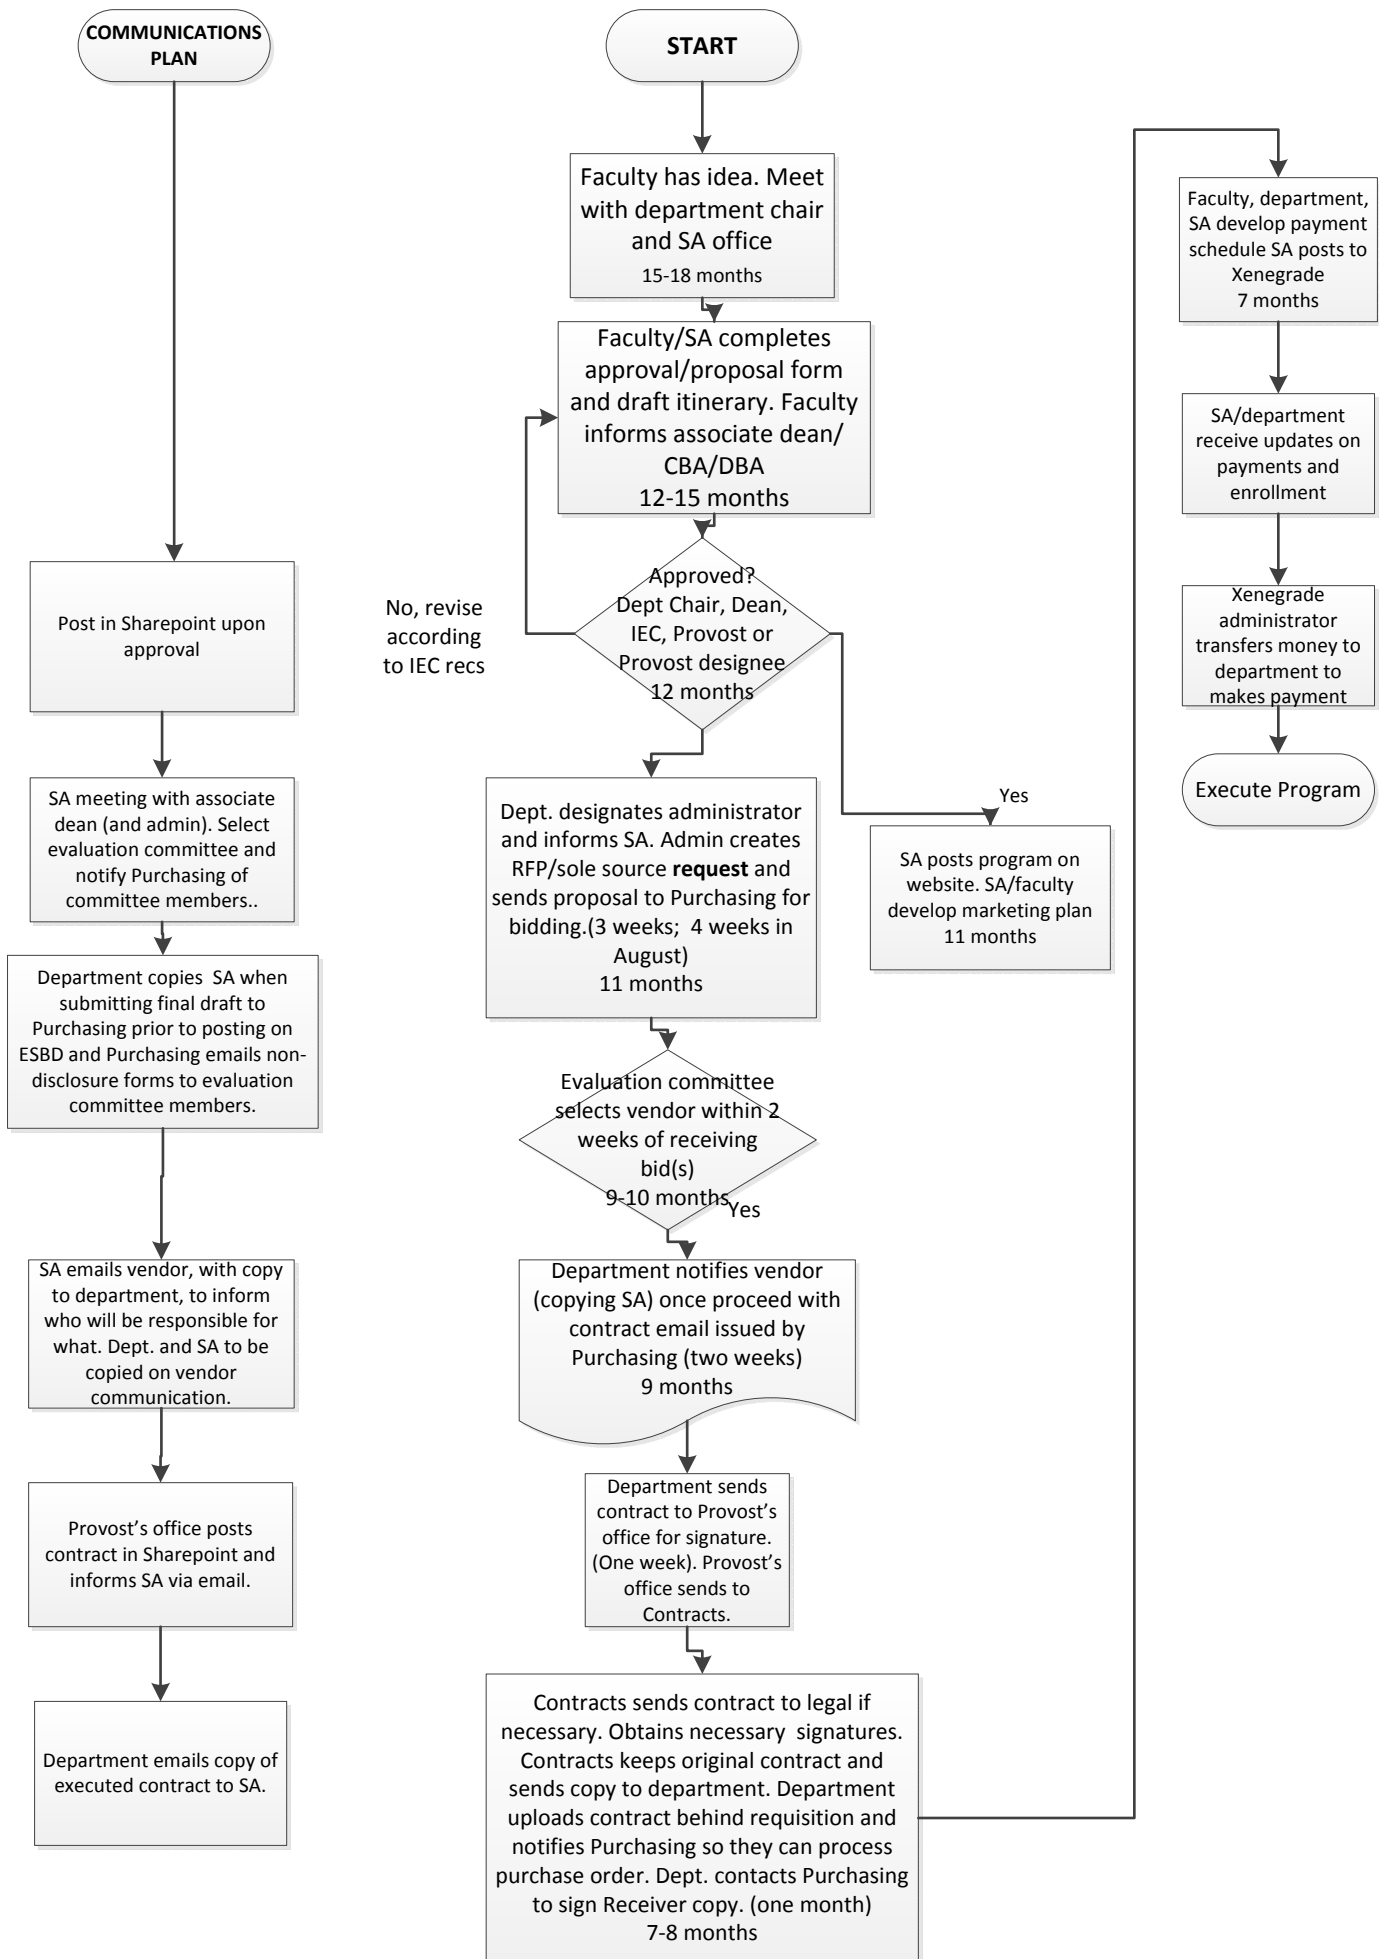 COMMUNICATIONS
PLAN
Post in Sharepoint upon
approval
SA meeting with associate
dean (and admin). Select
evaluation committee and
notify Purchasing of
committee members..
Department copies  SA when
submitting final draft to
Purchasing prior to posting on
ESBD and Purchasing emails non-
disclosure forms to evaluation
committee members.
SA emails vendor, with copy
to department, to inform
who will be responsible for
what. Dept. and SA to be
copied on vendor
communication.
Provost’s office posts
contract in Sharepoint and
informs SA via email.
Department emails copy of
executed contract to SA.
START
Faculty has idea. Meet
with department chair
and SA office
15-18 months
Faculty/SA completes
approval/proposal form
and draft itinerary. Faculty
informs associate dean/
CBA/DBA
12-15 months
Approved?
Dept Chair, Dean,
IEC, Provost or
Provost designee
12 months
No, revise
according
to IEC recs
Dept. designates administrator
and informs SA. Admin creates
RFP/sole source request and
sends proposal to Purchasing for
bidding.(3 weeks;  4 weeks in
August)
11 months
Yes
SA posts program on
website. SA/faculty
develop marketing plan
11 months
Evaluation committee
selects vendor within 2
weeks of receiving
bid(s)
9-10 months
Yes
Department notifies vendor
(copying SA) once proceed with
contract email issued by
Purchasing (two weeks)
9 months
Department sends
contract to Provost’s
office for signature.
(One week). Provost’s
office sends to
Contracts.
Contracts sends contract to legal if
necessary. Obtains necessary  signatures.
Contracts keeps original contract and
sends copy to department. Department
uploads contract behind requisition and
notifies Purchasing so they can process
purchase order. Dept. contacts Purchasing
to sign Receiver copy. (one month)
7-8 months
Faculty, department,
SA develop payment
schedule SA posts to
Xenegrade
7 months
SA/department
receive updates on
payments and
enrollment
Xenegrade
administrator
transfers money to
department to
makes payment
Execute Program